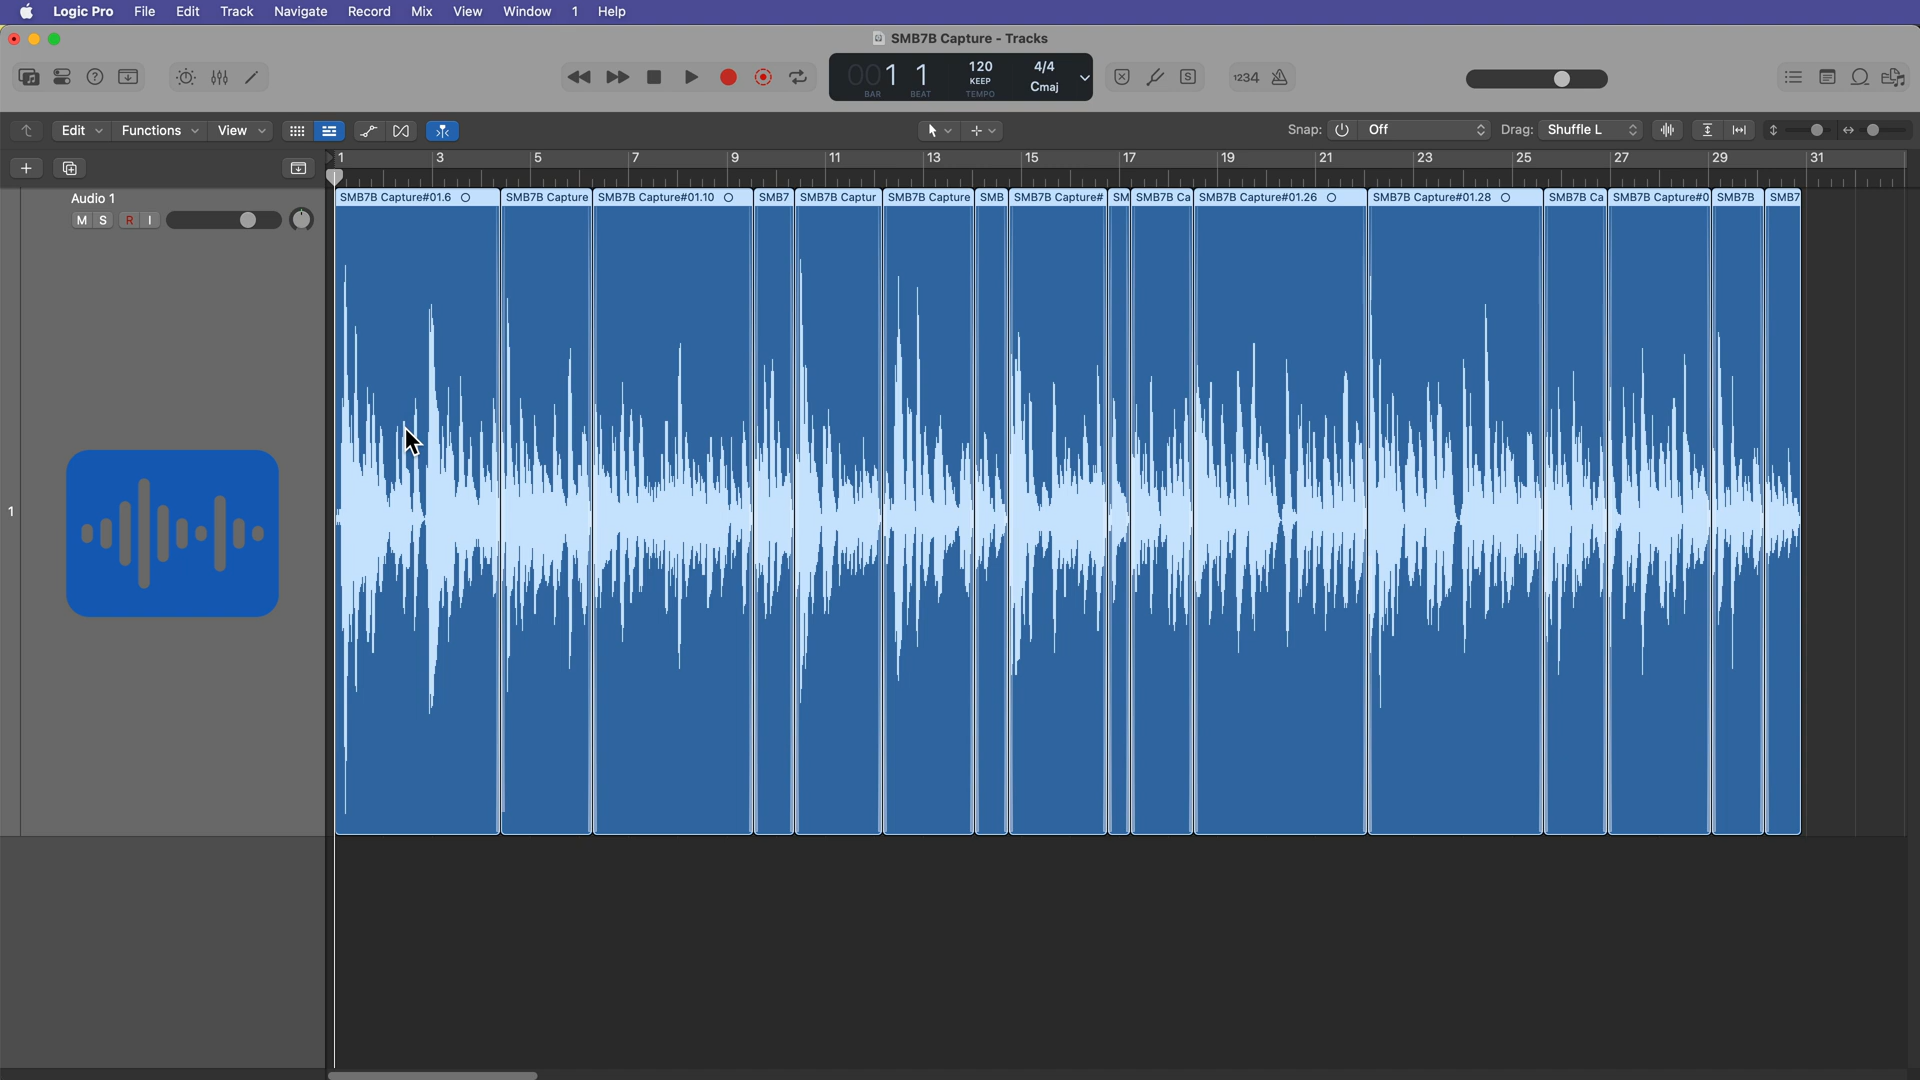 Logic Pro File Edit Track Navigate Record Mix View Window 1 Help
SMB7B Capture - Tracks
001 1 120 4/4
KEEP Cmaj
BAR BEAT TEMPO
S 1234
Edit Functions View Snap: Off Drag: Shuffle L
1 3 5 7 9 11 13 15 17 19 21 23 25 27 29 31
Audio 1
M S R I
SMB7B Capture#01.6 SMB7B Capture SMB7B Capture#01.10 SMB7 SMB7B Captur SMB7B Capture SMB SMB7B Capture# SM SMB7B Ca SMB7B Capture#01.26 SMB7B Capture#01.28 SMB7B Ca SMB7B Capture#0 SMB7B SMB7
1